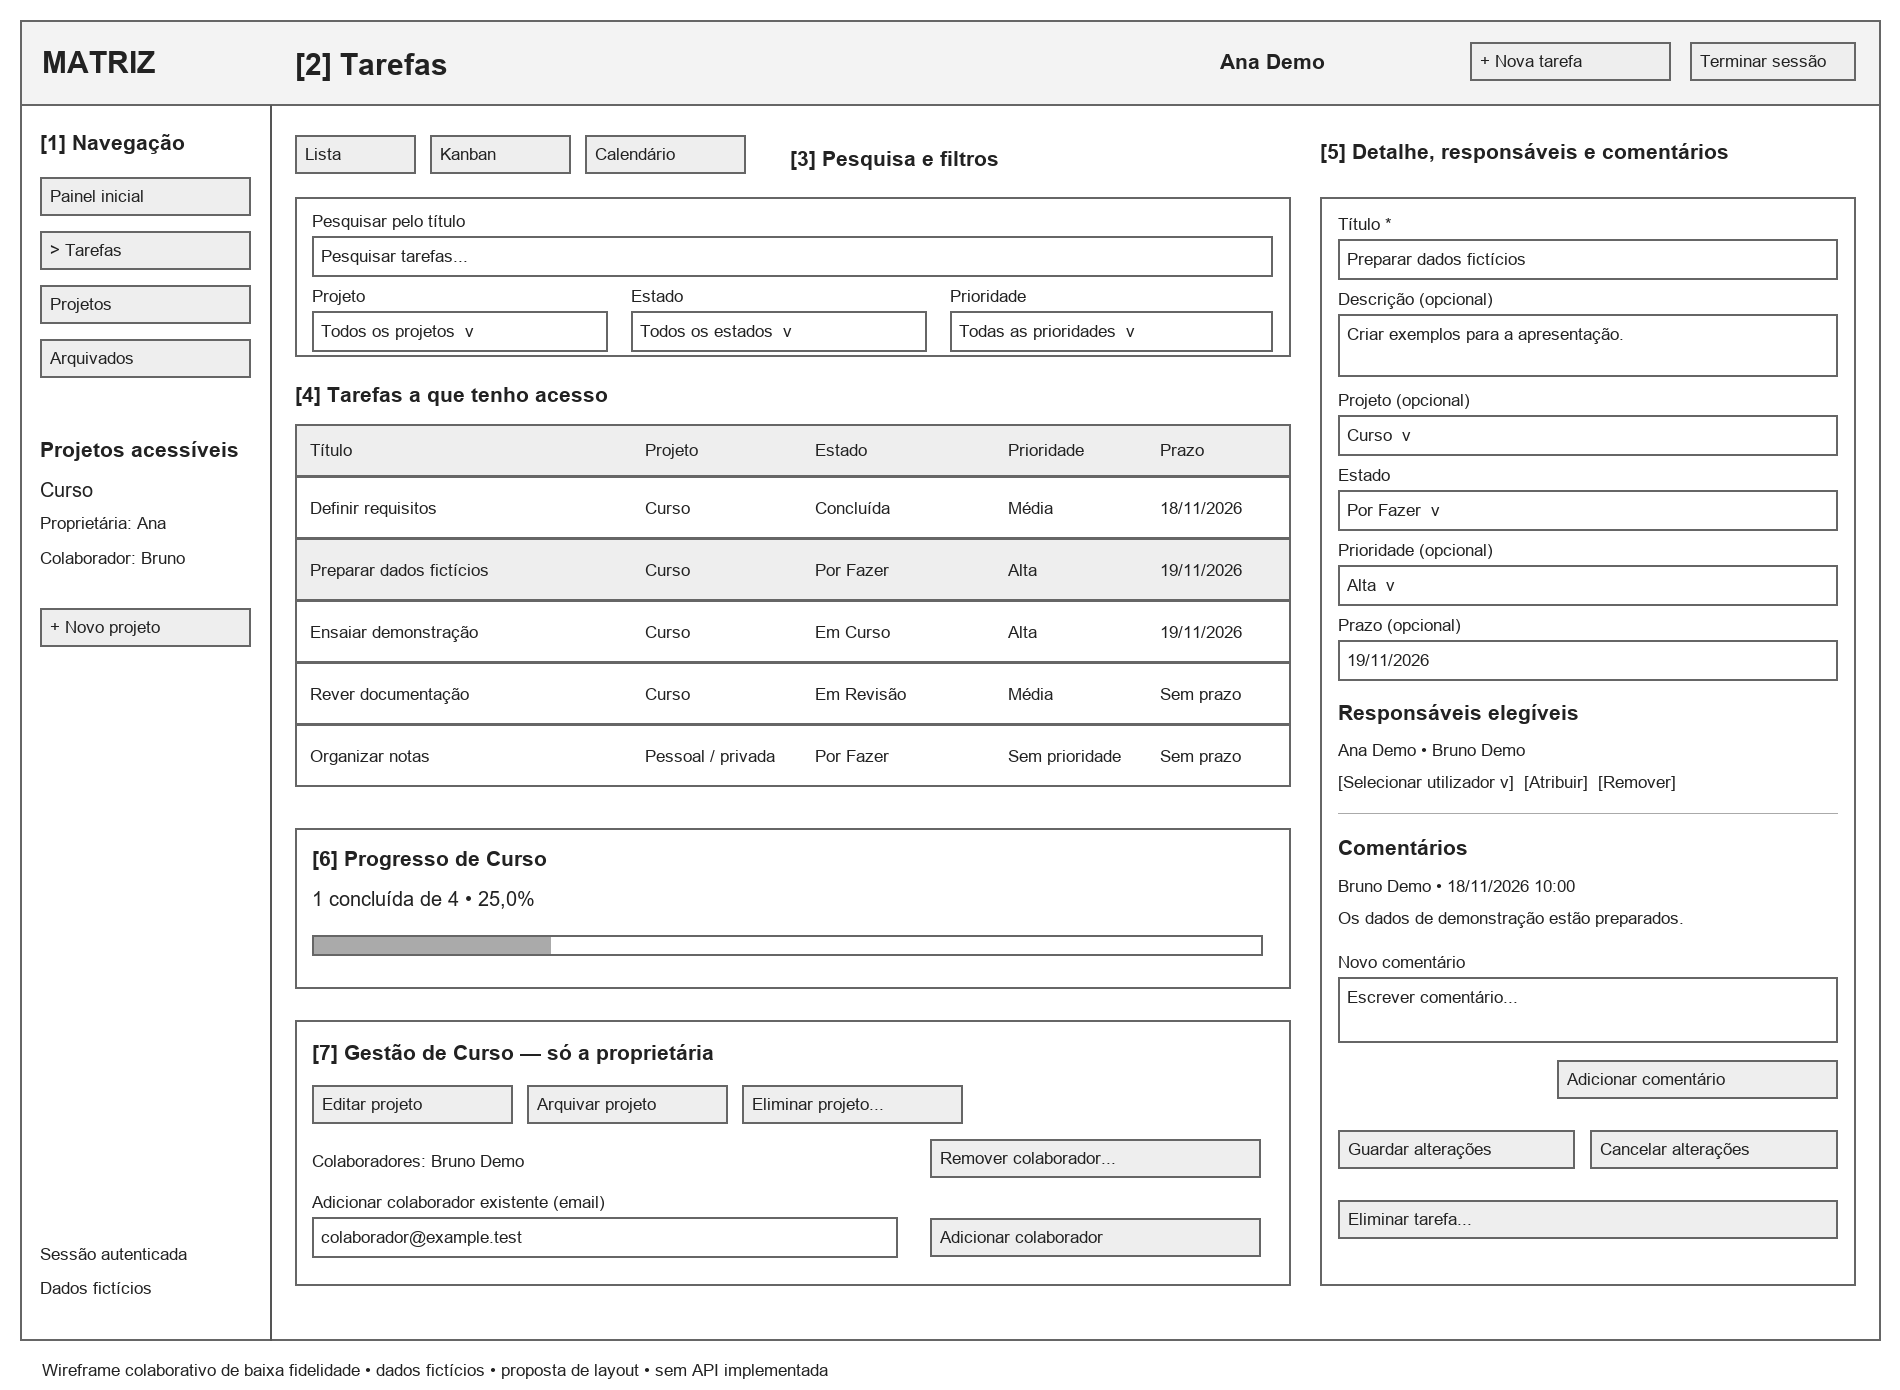 MATRIZ
[2] Tarefas
Ana Demo
+ Nova tarefa
Terminar sessão
[1] Navegação
Painel inicial
> Tarefas
Projetos
Arquivados
Projetos acessíveis
Curso
Proprietária: Ana
Colaborador: Bruno
+ Novo projeto
Sessão autenticada
Dados fictícios
Lista
Kanban
Calendário
[3] Pesquisa e filtros
Pesquisar pelo título
Pesquisar tarefas...
Projeto Estado Prioridade
Todos os projetos v Todos os estados v Todas as prioridades v
[4] Tarefas a que tenho acesso
Título Projeto Estado Prioridade Prazo
Definir requisitos Curso Concluída Média 18/11/2026
Preparar dados fictícios Curso Por Fazer Alta 19/11/2026
Ensaiar demonstração Curso Em Curso Alta 19/11/2026
Rever documentação Curso Em Revisão Média Sem prazo
Organizar notas Pessoal / privada Por Fazer Sem prioridade Sem prazo
[6] Progresso de Curso
1 concluída de 4 • 25,0%
[7] Gestão de Curso — só a proprietária
Editar projeto
Arquivar projeto
Eliminar projeto...
Colaboradores: Bruno Demo
Remover colaborador...
Adicionar colaborador existente (email)
colaborador@example.test
Adicionar colaborador
[5] Detalhe, responsáveis e comentários
Título *
Preparar dados fictícios
Descrição (opcional)
Criar exemplos para a apresentação.
Projeto (opcional)
Curso v
Estado
Por Fazer v
Prioridade (opcional)
Alta v
Prazo (opcional)
19/11/2026
Responsáveis elegíveis
Ana Demo • Bruno Demo
[Selecionar utilizador v] [Atribuir] [Remover]
Comentários
Bruno Demo • 18/11/2026 10:00
Os dados de demonstração estão preparados.
Novo comentário
Escrever comentário...
Adicionar comentário
Guardar alterações
Cancelar alterações
Eliminar tarefa...
Wireframe colaborativo de baixa fidelidade • dados fictícios • proposta de layout • sem API implementada